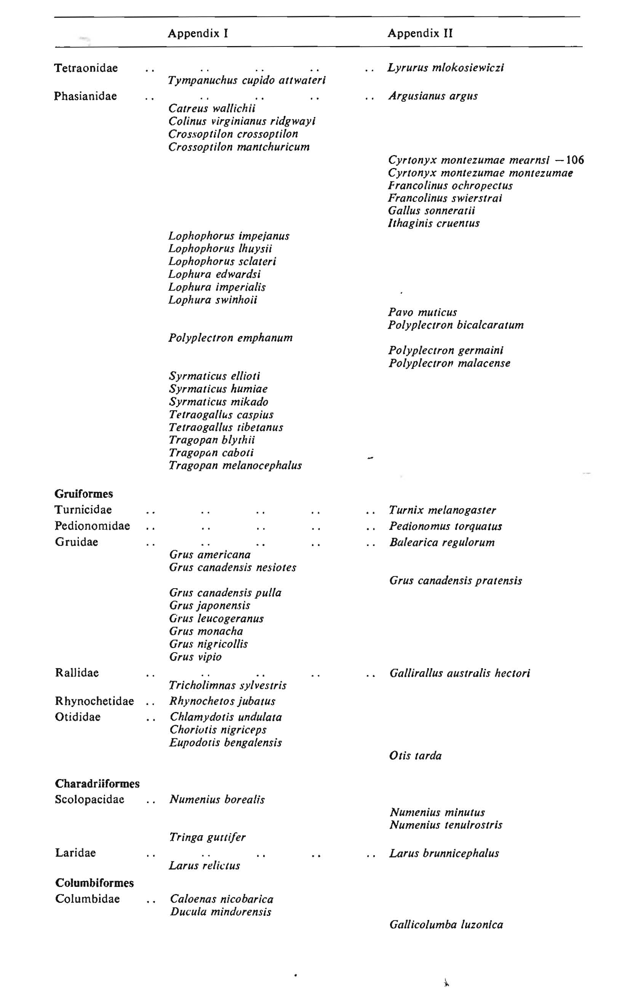 Appendix I Appendix II
Tetraonidae .. .. .. .. .. Lyrurus mlokosiewiczi
Tympanuchus cupido attwateri
Phasianidae .. .. .. .. .. Argusianus argus
Catreus wallichii
Colinus virginianus ridgwayi
Crossoptilon crossoptilon
Crossoptilon mantchuricum
Cyrtonyx montezumae mearnsi —106
Cyrtonyx montezumae montezumae
Francolinus ochropectus
Francolinus swierstrai
Gallus sonneratii
Ithaginis cruentus
Lophophorus impejanus
Lophophorus lhuysii
Lophophorus sclateri
Lophura edwardsi
Lophura imperialis
Lophura swinhoii
Pavo muticus
Polyplectron bicalcaratum
Polyplectron emphanum
Polyplectron germaini
Polyplectron malacense
Syrmaticus ellioti
Syrmaticus humiae
Syrmaticus mikado
Tetraogallus caspius
Tetraogallus tibetanus
Tragopan blythii
Tragopan caboti
Tragopan melanocephalus
Gruiformes
Turnicidae .. .. .. .. .. Turnix melanogaster
Pedionomidae .. .. .. .. .. Pedionomus torquatus
Gruidae .. .. .. .. .. Balearica regulorum
Grus americana
Grus canadensis nesiotes
Grus canadensis pratensis
Grus canadensis pulla
Grus japonensis
Grus leucogeranus
Grus monacha
Grus nigricollis
Grus vipio
Rallidae .. .. .. .. .. Gallirallus australis hectori
Tricholimnas sylvestris
Rhynochetidae .. Rhynochetos jubatus
Otididae .. Chlamydotis undulata
Choriotis nigriceps
Eupodotis bengalensis
Otis tarda
Charadriiformes
Scolopacidae .. Numenius borealis
Numenius minutus
Numenius tenuirostris
Tringa guttifer
Laridae .. .. .. .. .. Larus brunnicephalus
Larus relictus
Columbiformes
Columbidae .. Caloenas nicobarica
Ducula mindorensis
Gallicolumba luzonica